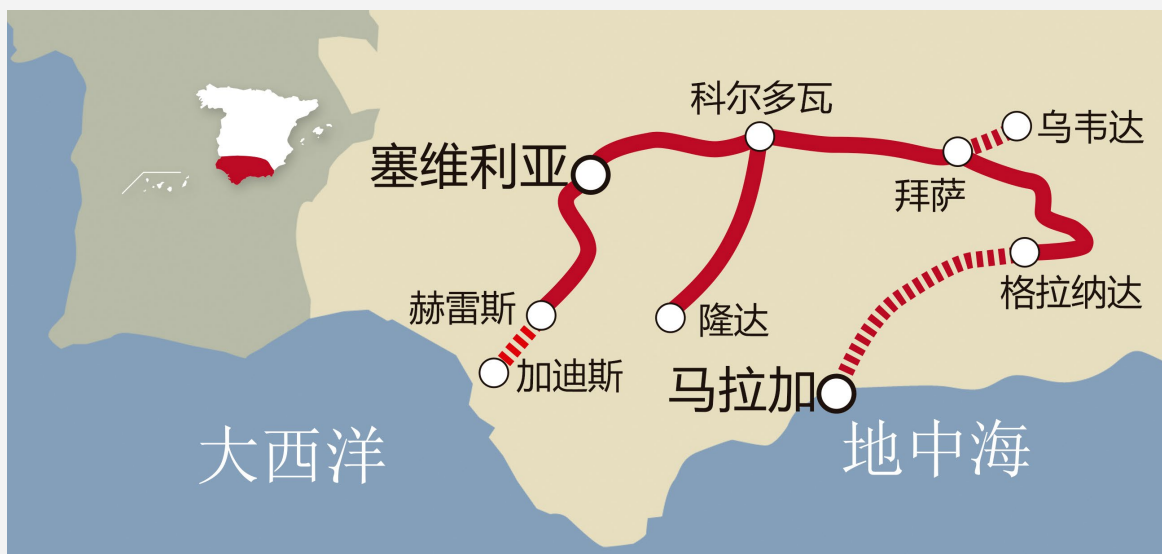 科尔多瓦
乌韦达
塞维利亚
拜萨
赫雷斯
格拉纳达
隆达
加迪斯
马拉加
大西洋
地中海